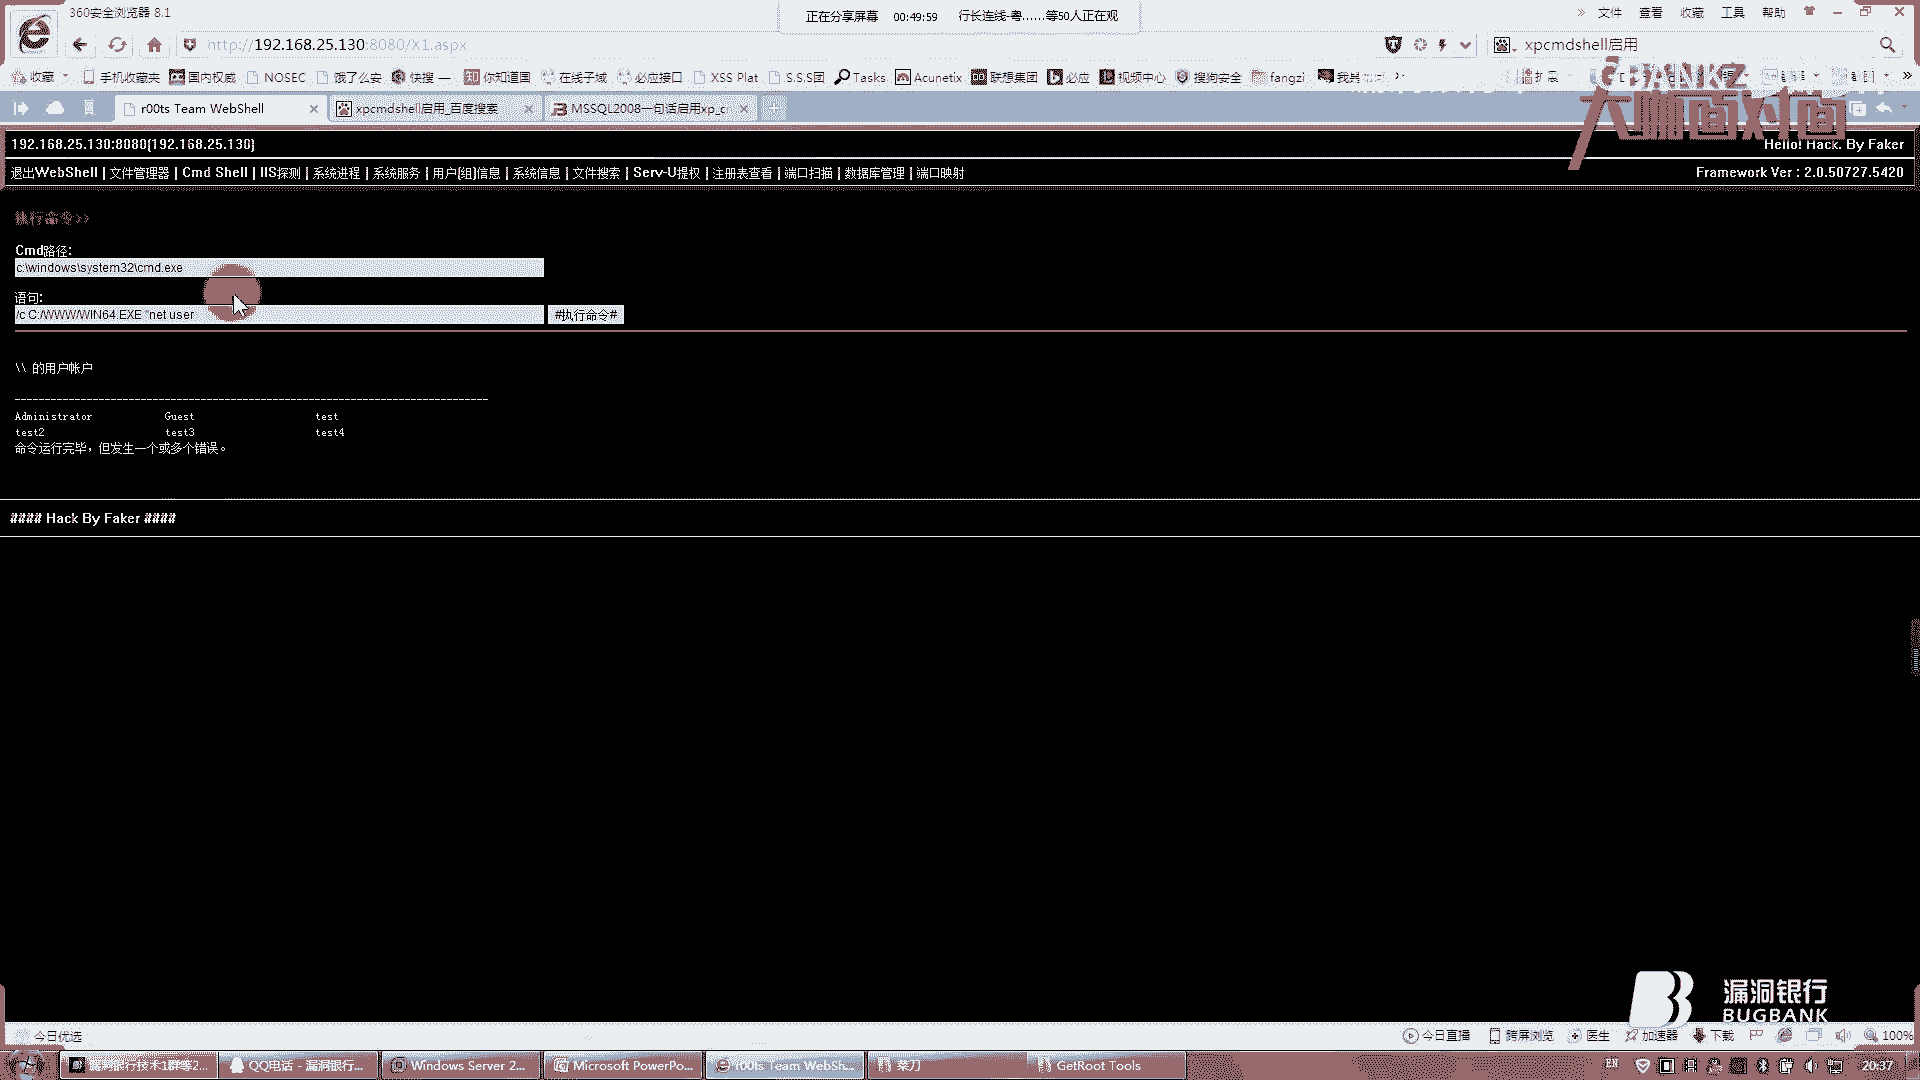 360安全浏览器 8.1
正在分享屏幕 00:49:59 行长连线-粤......等50人正在观
文件 查看 收藏 工具 帮助
http://192.168.25.130:8080/X1.aspx
xpcmdshell启用
收藏 手机收藏夹 国内权威 NOSEC 饿了么安 快搜 一 你知道国 在线子域 必应接口 XSS Plat S.S.S团 Tasks Acunetix 联想集团 必应 视频中心 搜狗安全 fangzi 我的 扩展
r00ts Team WebShell
xpcmdshell启用_百度搜索
MSSQL2008一句话启用xp_c
BANKZ
大咖面对面
192.168.25.130:8080(192.168.25.130)
Hello! Hack. By Faker
退出WebShell | 文件管理器 | Cmd Shell | IIS探测 | 系统进程 | 系统服务 | 用户(组)信息 | 系统信息 | 文件搜索 | Serv-U提权 | 注册表查看 | 端口扫描 | 数据库管理 | 端口映射
Framework Ver : 2.0.50727.5420
执行命令>>
Cmd路径:
c:\windows\system32\cmd.exe
语句:
/c C:/WWW/WIN64.EXE "net user
#执行命令#
\\ 的用户帐户
-------------------------------------------------------------------------------
Administrator Guest test
test2 test3 test4
命令运行完毕，但发生一个或多个错误。
#### Hack By Faker ####
漏洞银行
BUGBANK
今日优选
今日直播 跨屏浏览 医生 加速器 下载 100%
漏洞银行技术1群等2...
QQ电话 - 漏洞银行...
Windows Server 2...
Microsoft PowerPo...
r00ts Team WebSh...
菜刀
GetRoot Tools
EN
20:37